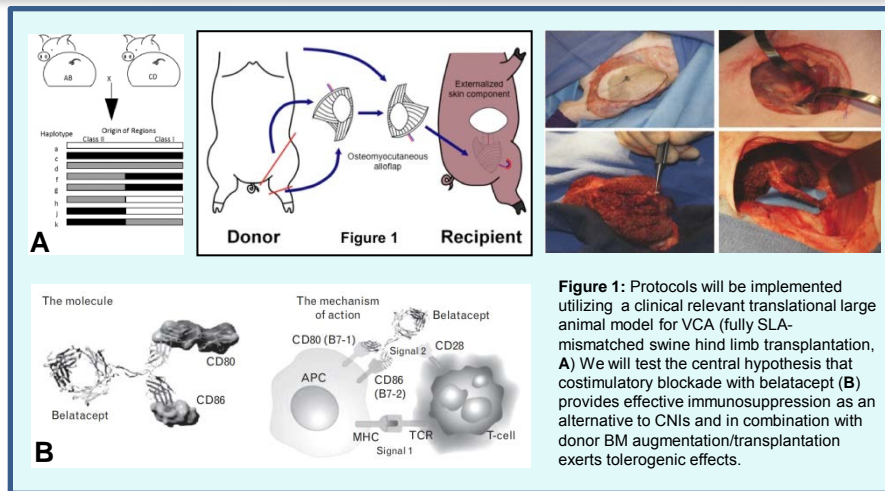 AB
X
CD
Origin of Regions
Haplotype
Class II
Class I
a
c
d
f
g
h
j
k
A
Externalized
skin component
Osteomyocutaneous
alloflap
Donor
Figure 1
Recipient
The molecule
CD80
CD86
Belatacept
The mechanism
of action
Belatacept
CD80 (B7-1)
Signal 2
CD28
APC
CD86
(B7-2)
MHC
TCR
Signal 1
T-cell
B
Figure 1: Protocols will be implemented
utilizing a clinical relevant translational large
animal model for VCA (fully SLA-
mismatched swine hind limb transplantation,
A) We will test the central hypothesis that
costimulatory blockade with belatacept (B)
provides effective immunosuppression as an
alternative to CNIs and in combination with
donor BM augmentation/transplantation
exerts tolerogenic effects.